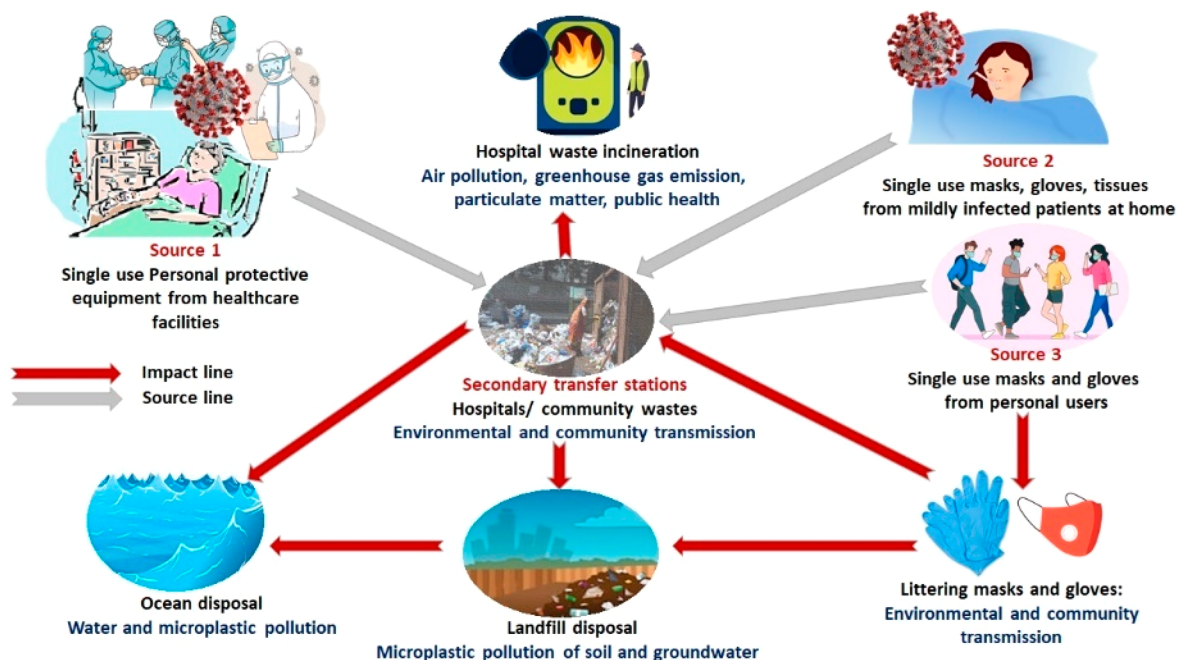 Hospital waste incineration
Air pollution, greenhouse gas emission,
particulate matter, public health
Source 1
Single use Personal protective
equipment from healthcare
facilities
Source 2
Single use masks, gloves, tissues
from mildly infected patients at home
Source 3
Single use masks and gloves
from personal users
Impact line
Source line
Secondary transfer stations
Hospitals/ community wastes
Environmental and community transmission
Ocean disposal
Water and microplastic pollution
Landfill disposal
Microplastic pollution of soil and groundwater
Littering masks and gloves:
Environmental and community
transmission